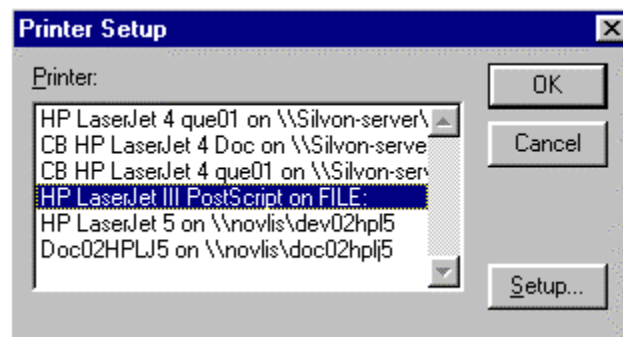 Printer Setup
Printer:
HP LaserJet 4 que01 on \\Silvon-server\
CB HP LaserJet 4 Doc on \\Silvon-serve
CB HP LaserJet 4 que01 on \\Silvon-serv
HP LaserJet III PostScript on FILE:
HP LaserJet 5 on \\novlis\dev02hpl5
Doc02HPLJ5 on \\novlis\doc02hplj5
OK
Cancel
Setup...